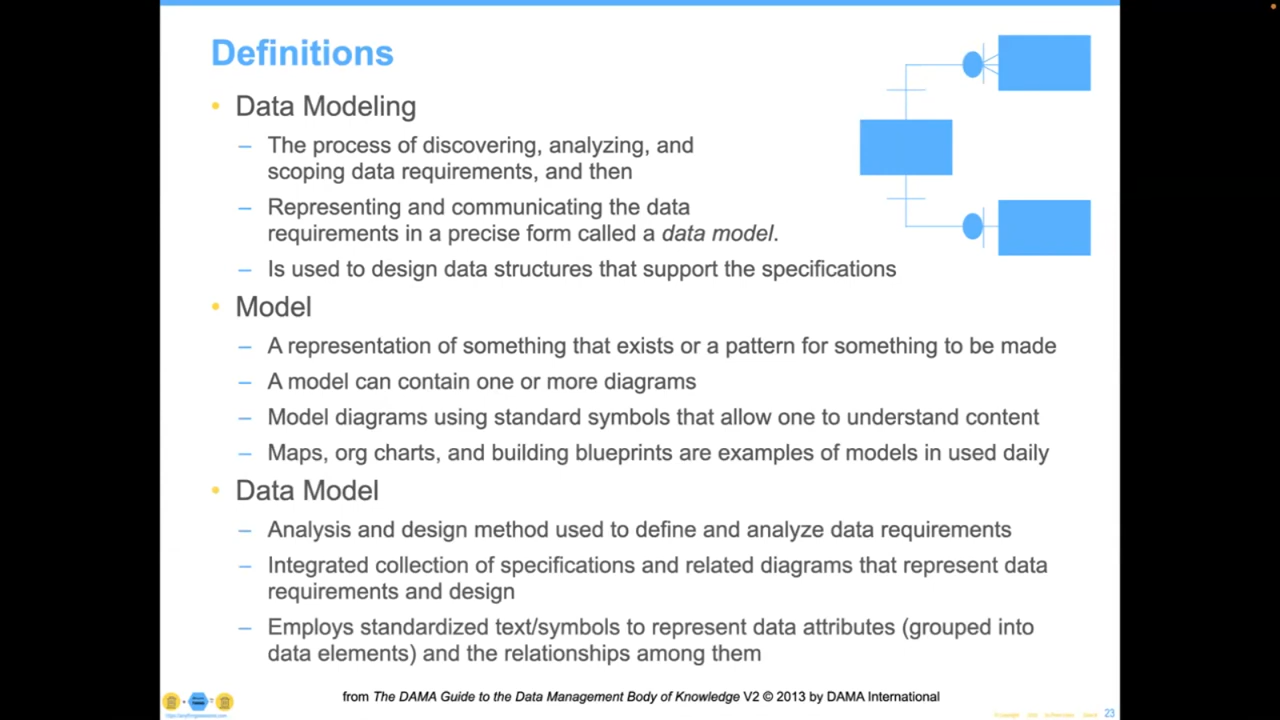 Definitions
• Data Modeling
– The process of discovering, analyzing, and
scoping data requirements, and then
– Representing and communicating the data
requirements in a precise form called a data model.
– Is used to design data structures that support the specifications
• Model
– A representation of something that exists or a pattern for something to be made
– A model can contain one or more diagrams
– Model diagrams using standard symbols that allow one to understand content
– Maps, org charts, and building blueprints are examples of models in used daily
• Data Model
– Analysis and design method used to define and analyze data requirements
– Integrated collection of specifications and related diagrams that represent data
requirements and design
– Employs standardized text/symbols to represent data attributes (grouped into
data elements) and the relationships among them
from The DAMA Guide to the Data Management Body of Knowledge V2 © 2013 by DAMA International
23